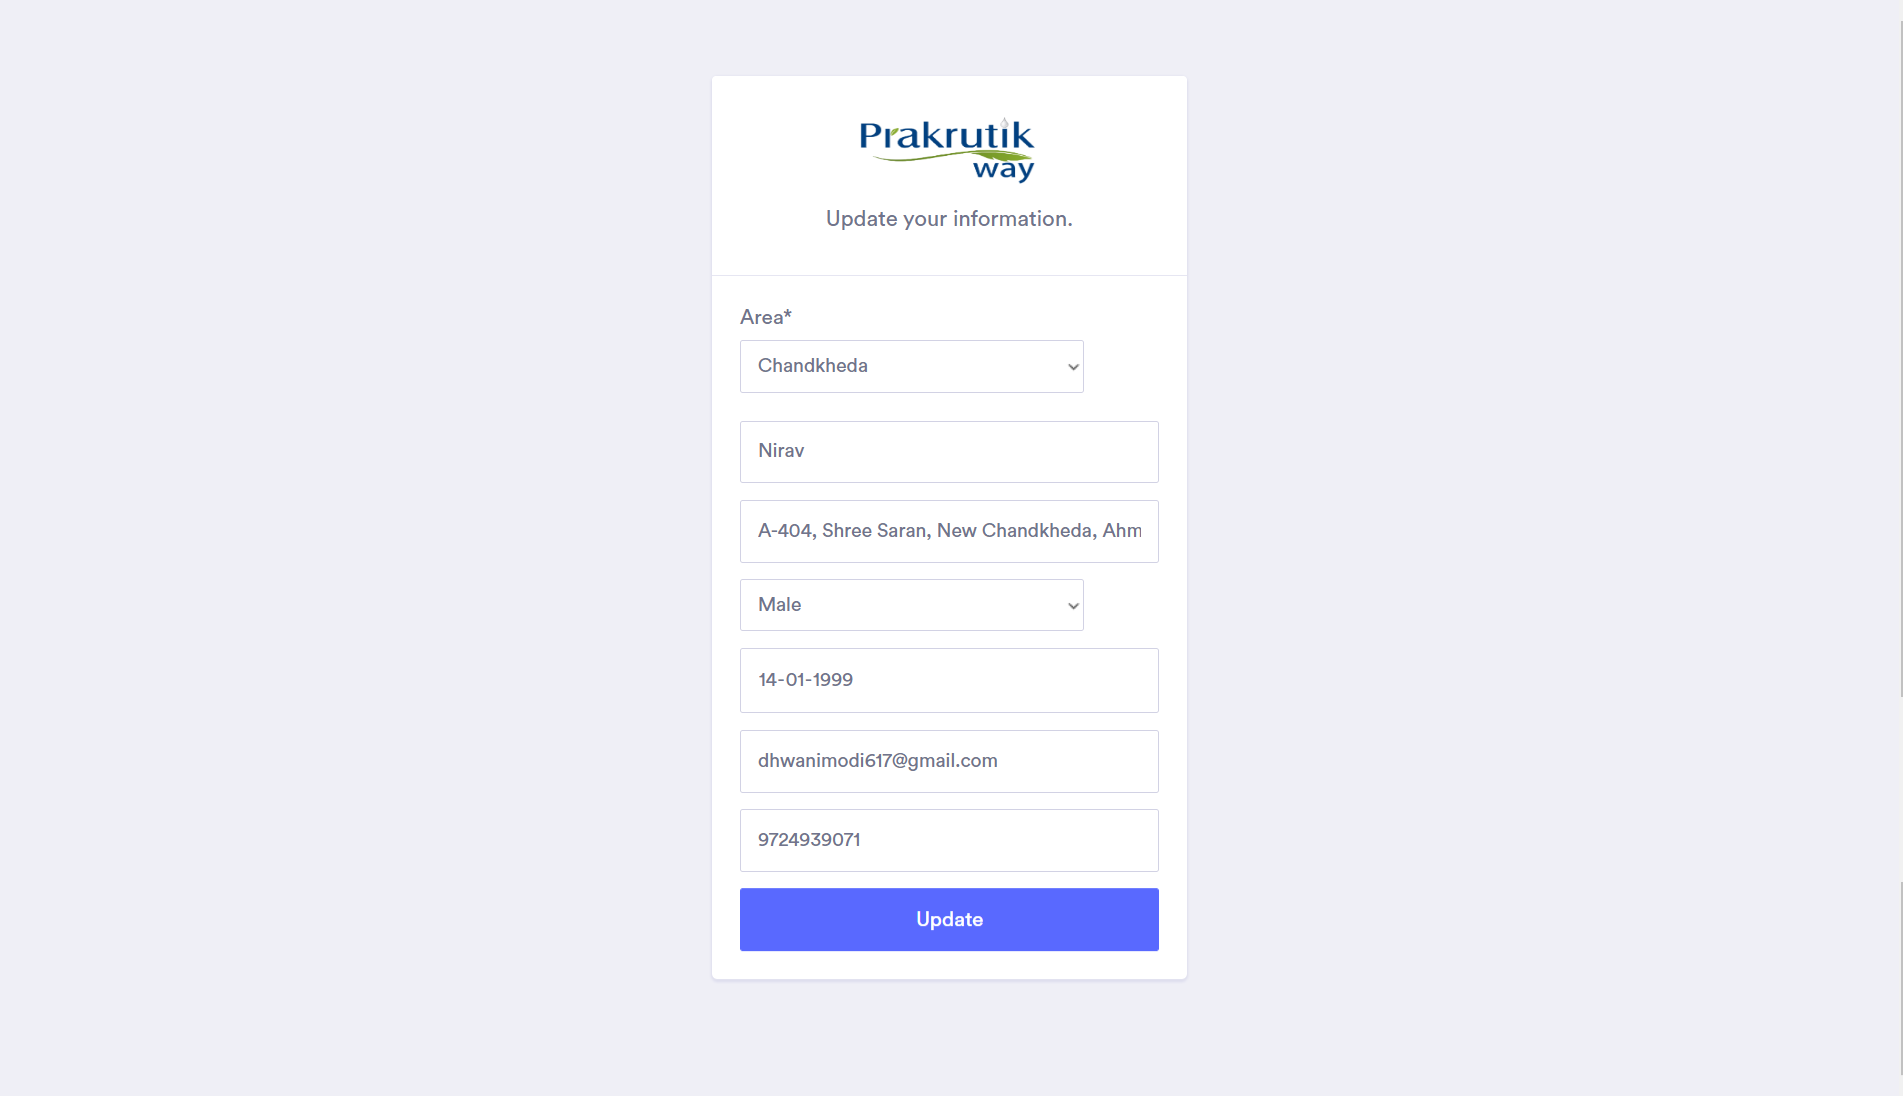 Prakrutik
way
Update your information.
Area*
Chandkheda
Nirav
A-404, Shree Saran, New Chandkheda, Ahm
Male
14-01-1999
dhwanimodi617@gmail.com
9724939071
Update